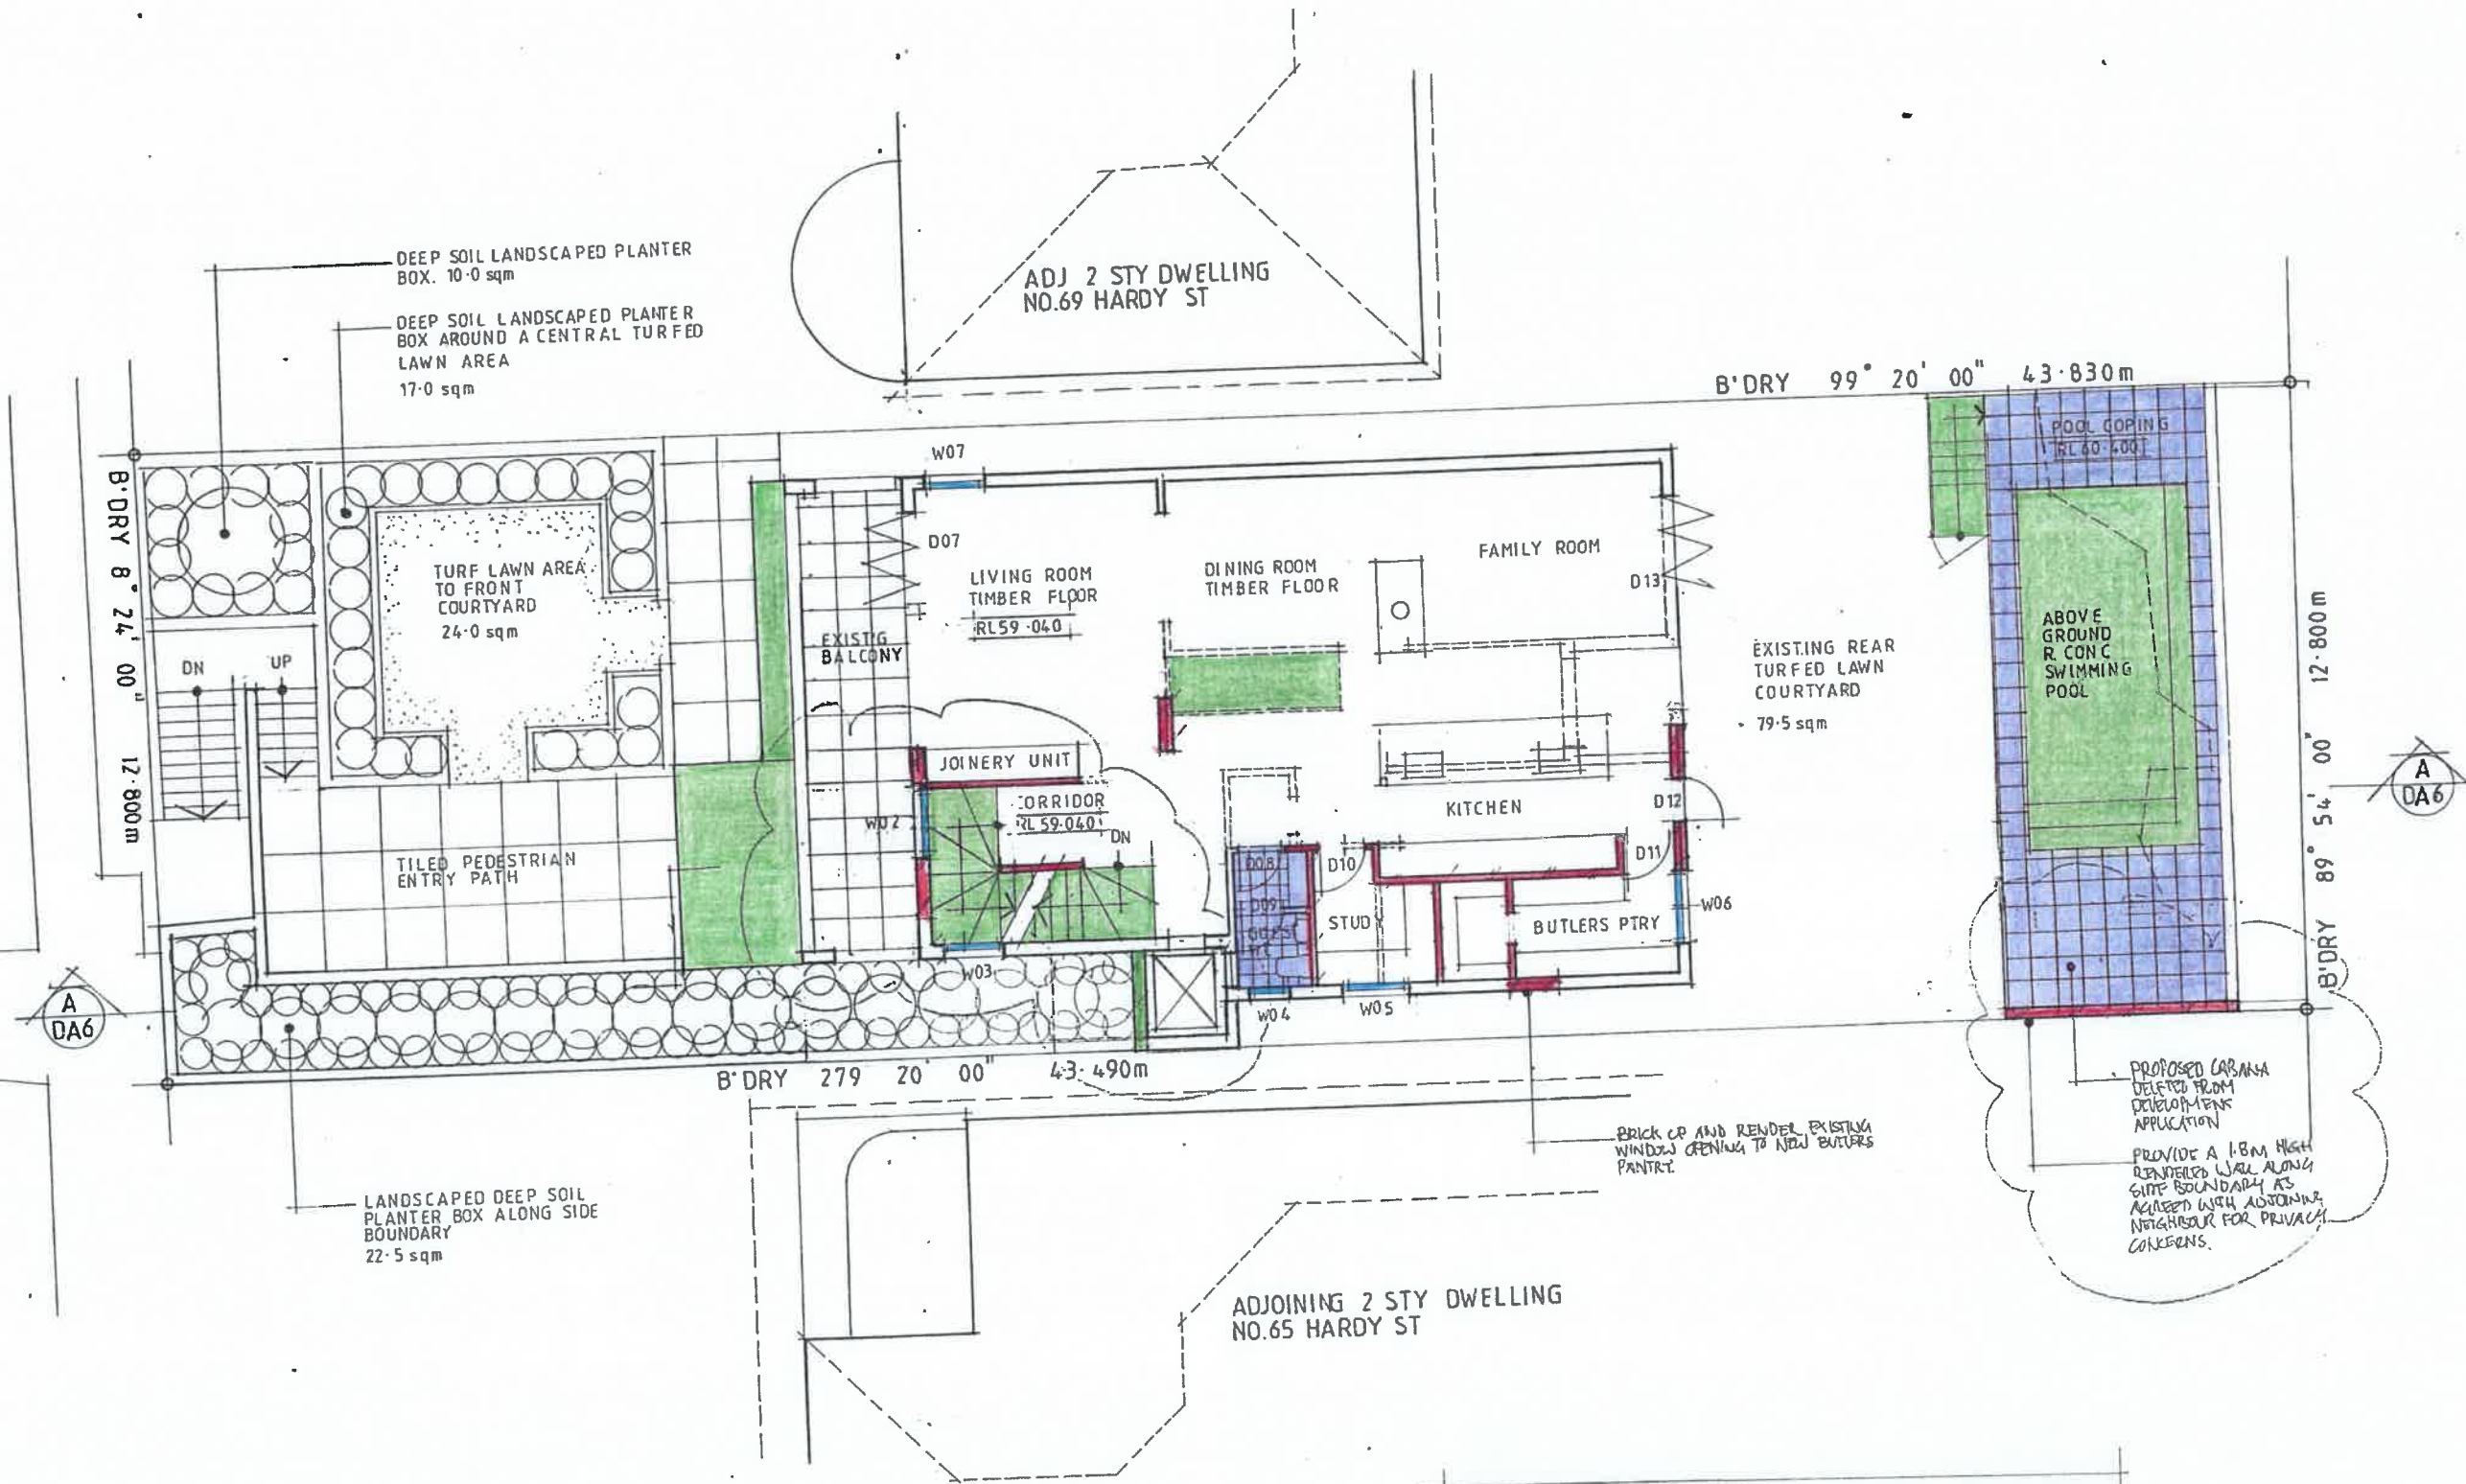 DEEP SOIL LANDSCAPED PLANTER
BOX. 10·0 sqm
DEEP SOIL LANDSCAPED PLANTER
BOX AROUND A CENTRAL TURFED
LAWN AREA
17·0 sqm
ADJ 2 STY DWELLING
NO.69 HARDY ST
B'DRY 99° 20' 00" 43·830m
B'DRY 8° 24' 00" 12·800m
TURF LAWN AREA
TO FRONT
COURTYARD
24·0 sqm
DN
UP
TILED PEDESTRIAN
ENTRY PATH
EXIST'G
BALCONY
W07
D07
LIVING ROOM
TIMBER FLOOR
RL59·040
DINING ROOM
TIMBER FLOOR
FAMILY ROOM
D13
JOINERY UNIT
CORRIDOR
RL 59·040
DN
W02
W03
KITCHEN
D12
D11
D10
D08
D09
STUDY
BUTLERS PTRY
W06
W04
W05
EXISTING REAR
TURFED LAWN
COURTYARD
79·5 sqm
POOL COPING
RL60·400
ABOVE
GROUND
R. CONC
SWIMMING
POOL
B'DRY 89° 54' 00" 12·800m
A
DA6
A
DA6
B'DRY 279 20' 00" 43·490m
LANDSCAPED DEEP SOIL
PLANTER BOX ALONG SIDE
BOUNDARY
22·5 sqm
BRICK UP AND RENDER EXISTING
WINDOW OPENING TO NEW BUTLERS
PANTRY.
PROPOSED CABANA
DELETED FROM
DEVELOPMENT
APPLICATION
PROVIDE A 1.8M HIGH
RENDERED WALL ALONG
SITE BOUNDARY AS
AGREED WITH ADJOINING
NEIGHBOUR FOR PRIVACY
CONCERNS.
ADJOINING 2 STY DWELLING
NO.65 HARDY ST